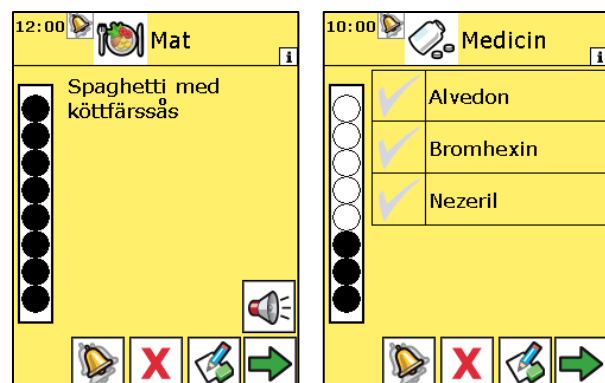 12:00 Mat
i
Spaghetti med
köttfärssås
10:00 Medicin
i
Alvedon
Bromhexin
Nezeril